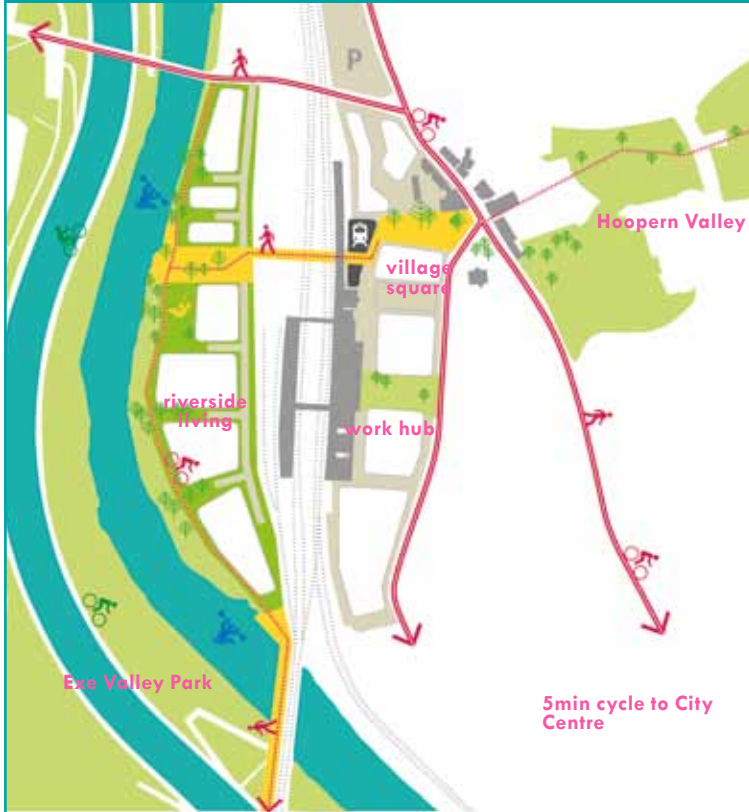 P
Hoopern Valley
village
square
riverside
living
work hub
Exe Valley Park
5min cycle to City
Centre